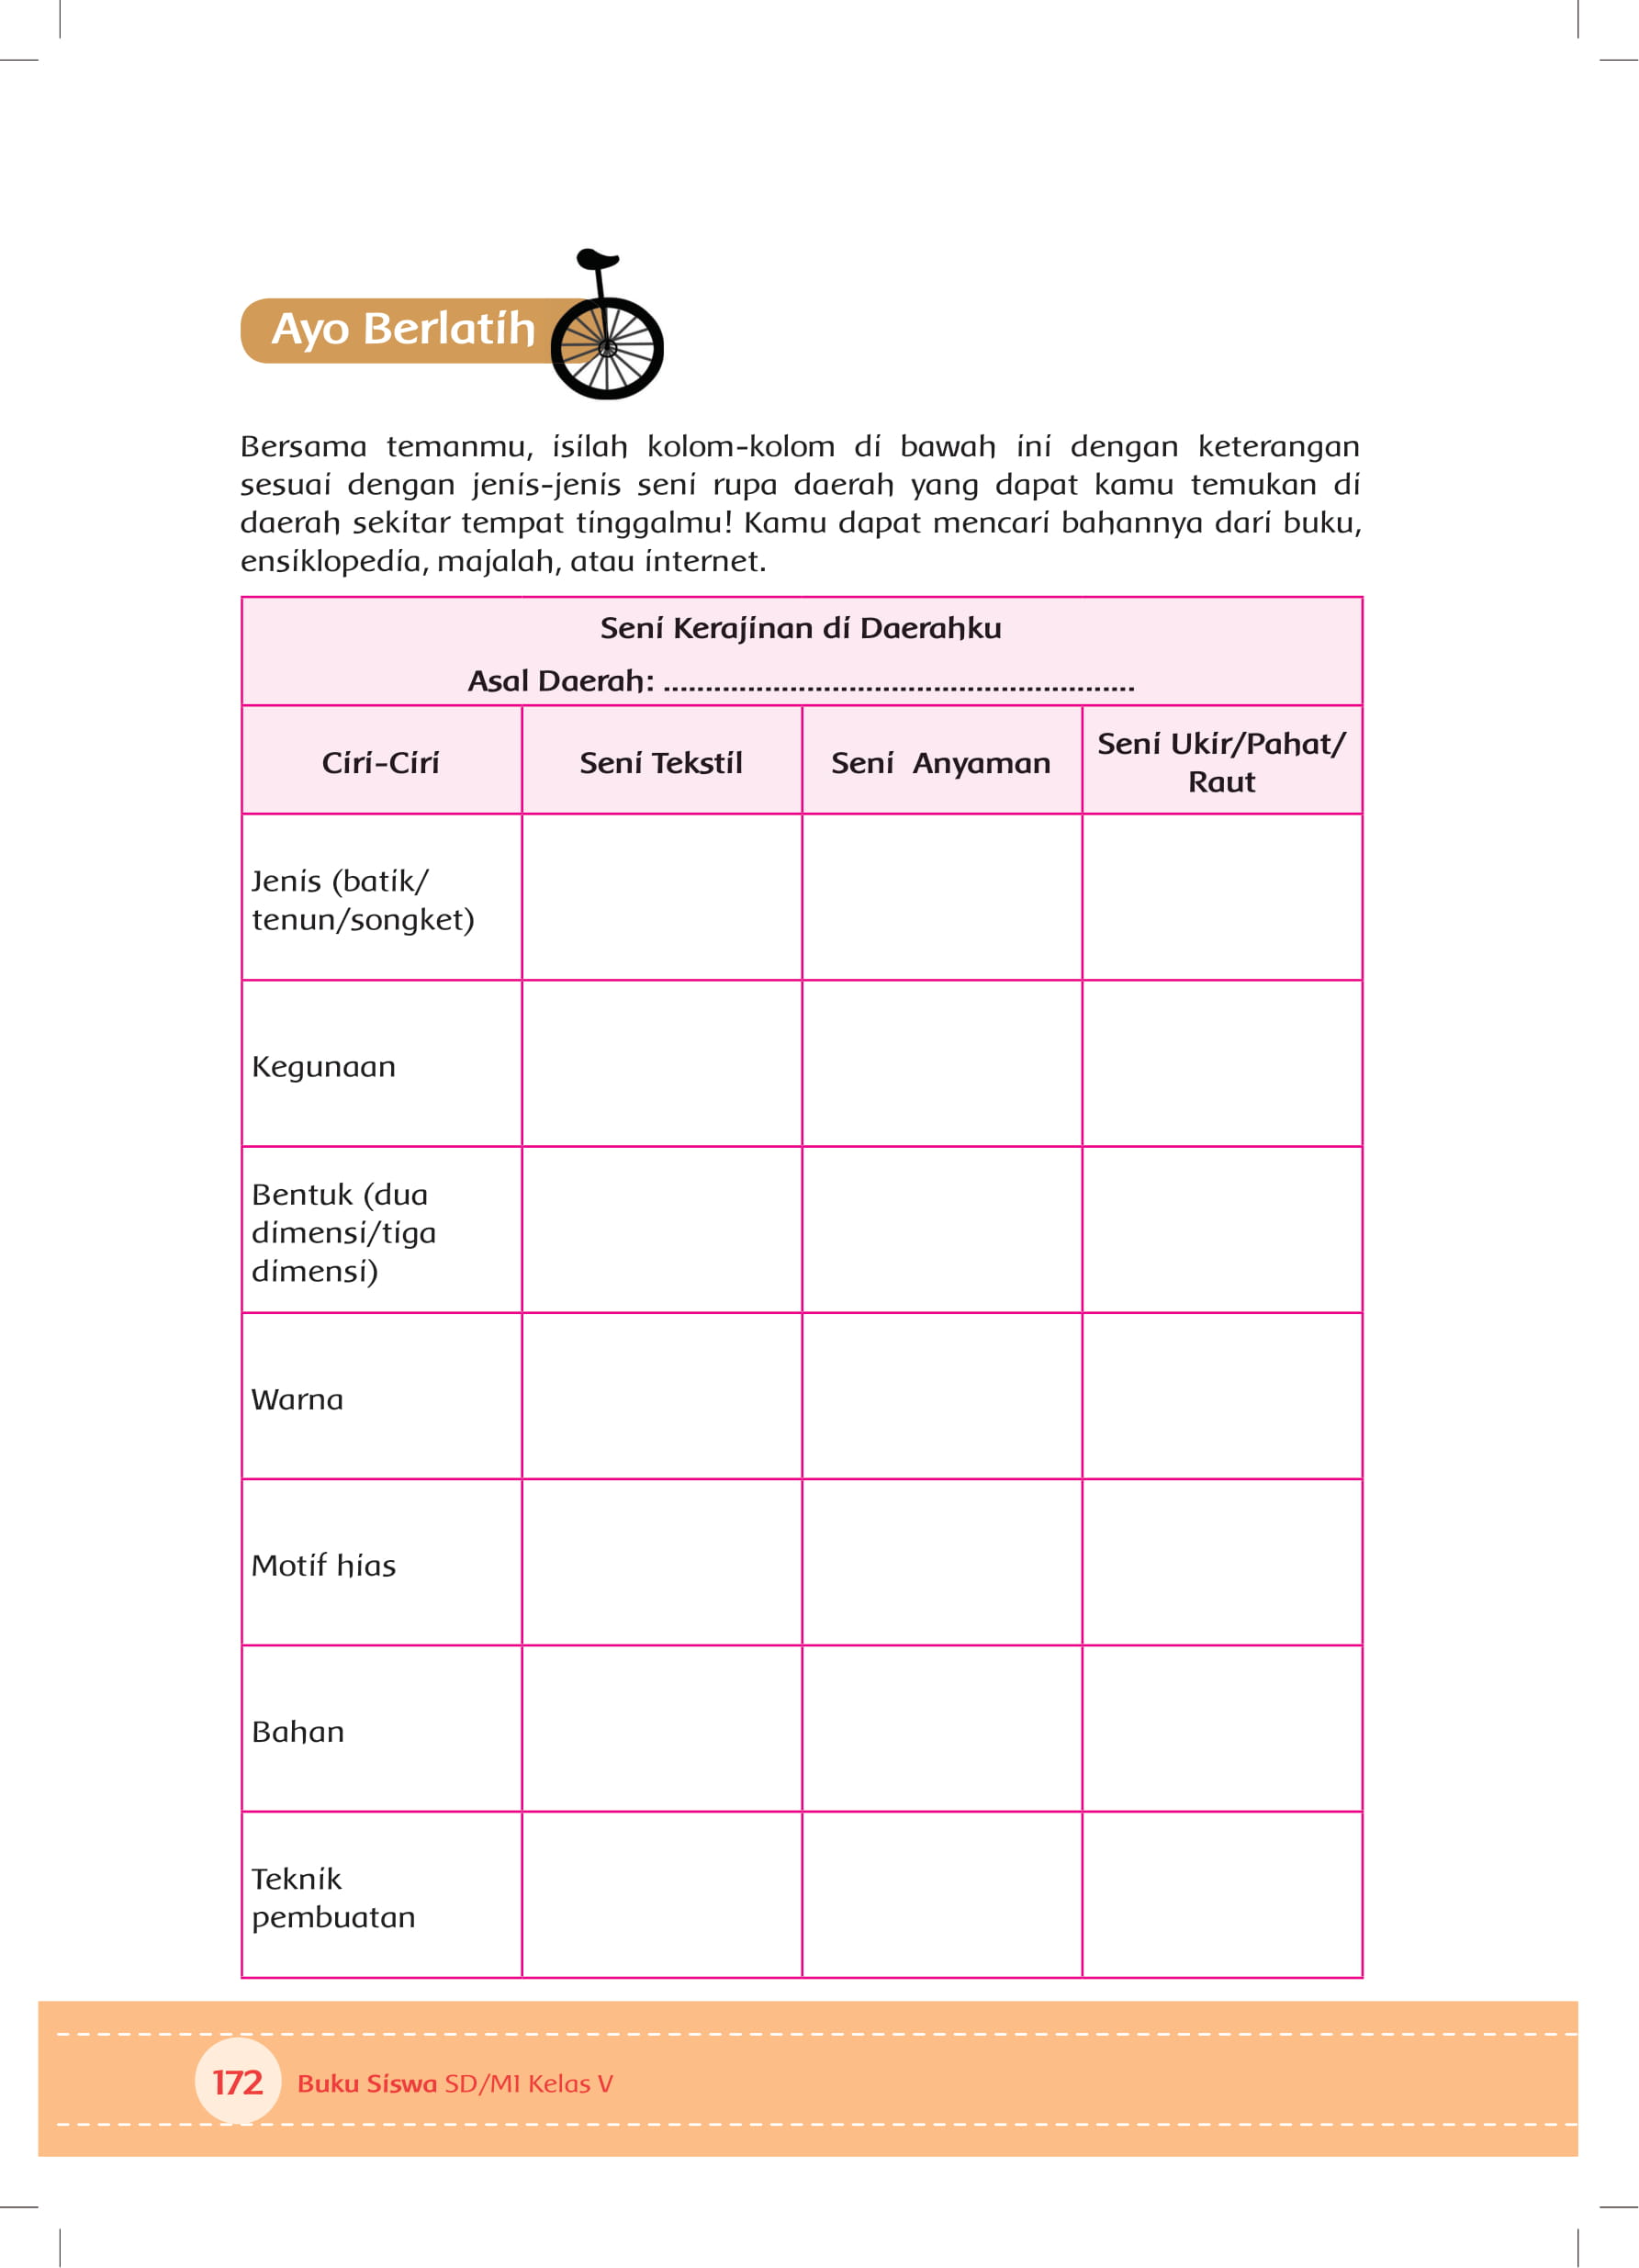 Ayo Berlatih
Bersama temanmu, isilah kolom-kolom di bawah ini dengan keterangan
sesuai dengan jenis-jenis seni rupa daerah yang dapat kamu temukan di
daerah sekitar tempat tinggalmu! Kamu dapat mencari bahannya dari buku,
ensiklopedia, majalah, atau internet.
Seni Kerajinan di Daerahku
Asal Daerah: ........................................................
Ciri-Ciri
Seni Tekstil
Seni Anyaman
Seni Ukir/Pahat/
Raut
Jenis (batik/
tenun/songket)
Kegunaan
Bentuk (dua
dimensi/tiga
dimensi)
Warna
Motif hias
Bahan
Teknik
pembuatan
172
Buku Siswa SD/MI Kelas V